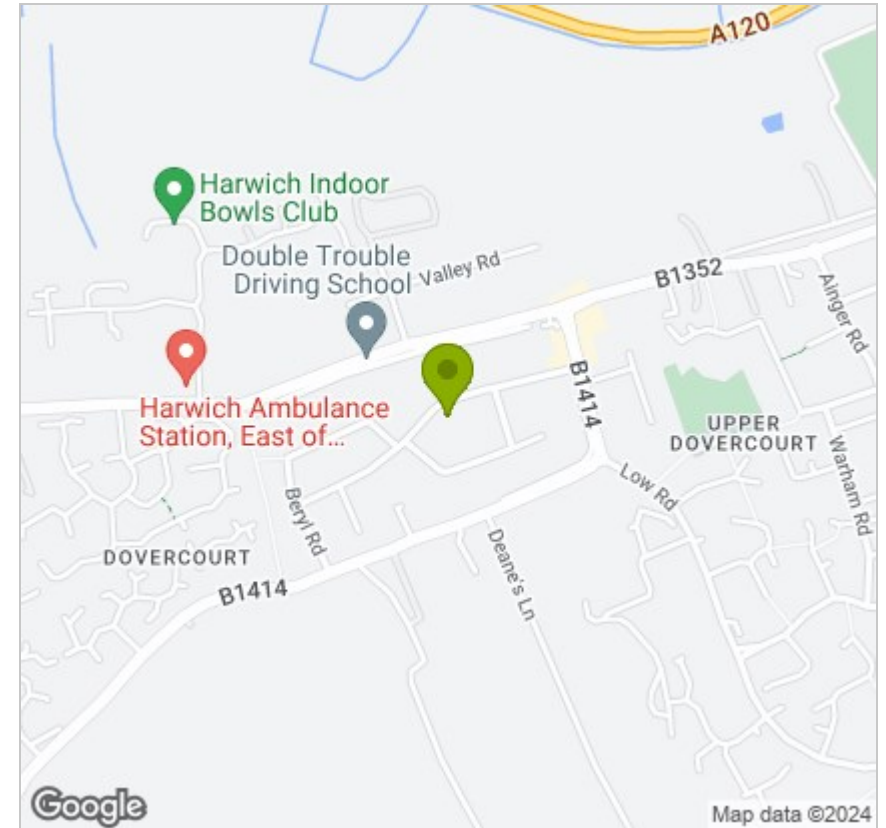 A120
Harwich Indoor
Bowls Club
Double Trouble
Driving School
Valley Rd
B1352
Ainger Rd
Harwich Ambulance
Station, East of...
B1414
UPPER
DOVERCOURT
Low Rd
Warham Rd
Beryl Rd
Deane's Ln
DOVERCOURT
B1414
Google
Map data ©2024